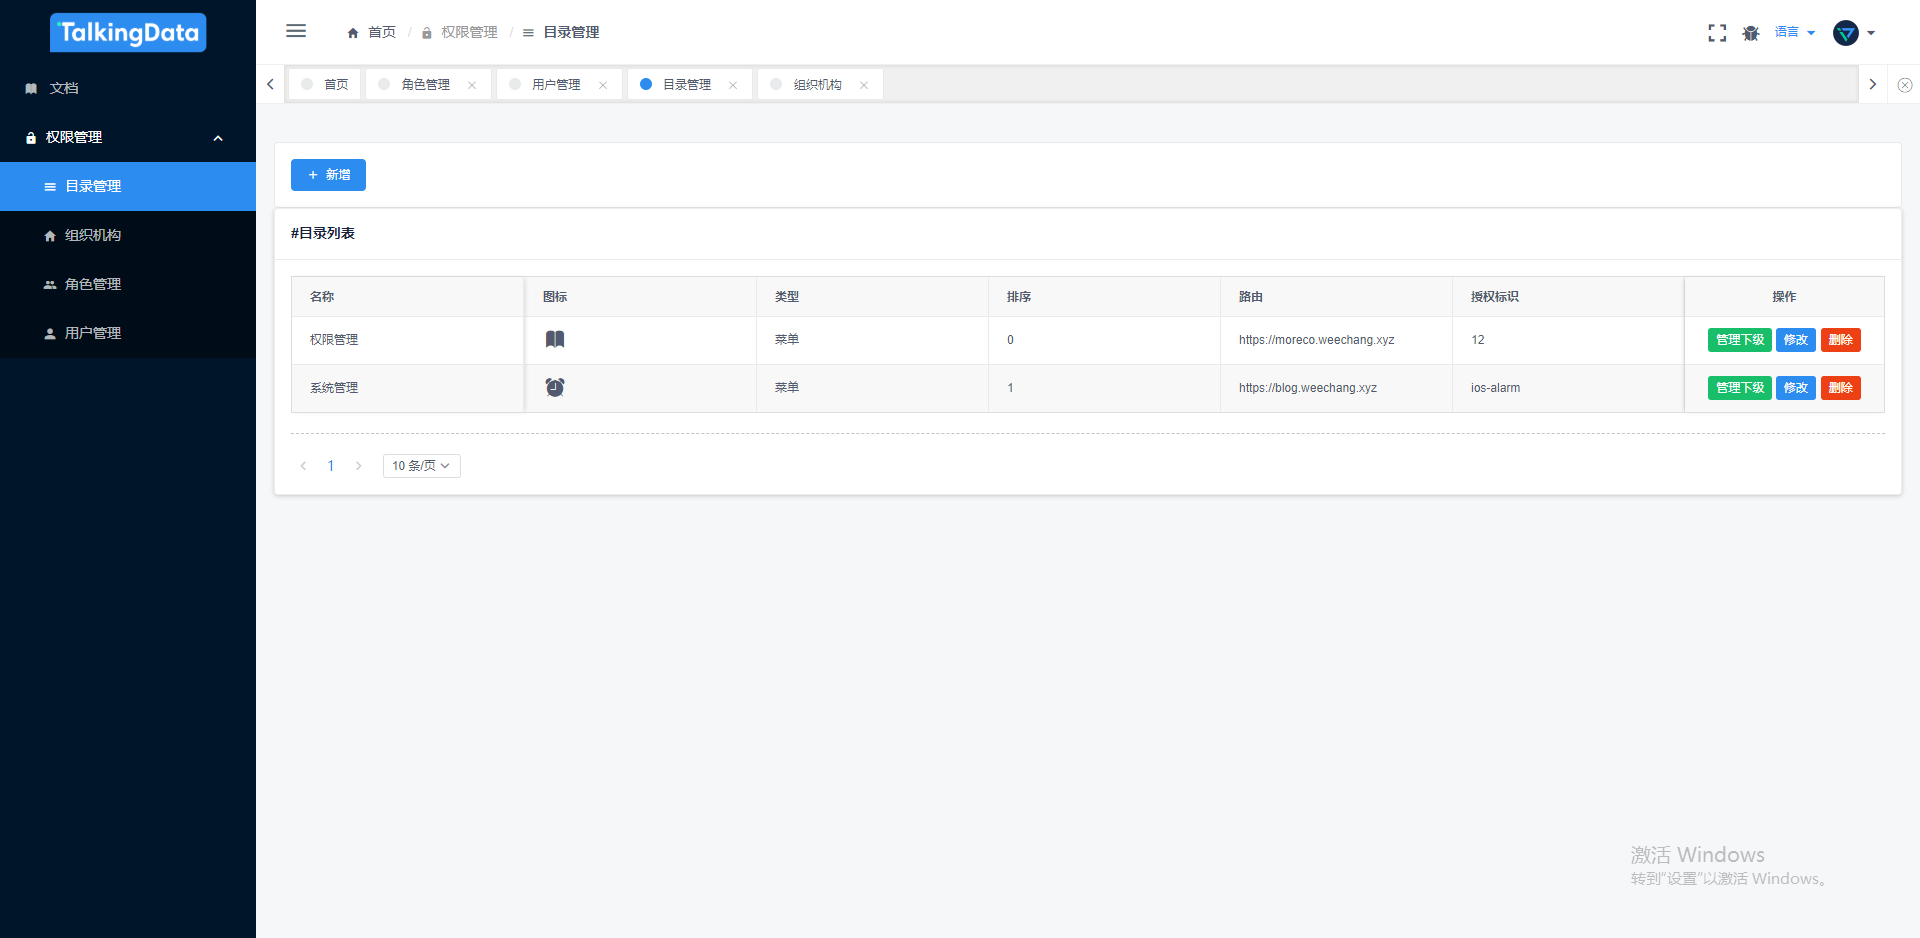 TalkingData
文档
权限管理
目录管理
组织机构
角色管理
用户管理
首页 / 权限管理 / 目录管理
语言
首页 角色管理 用户管理 目录管理 组织机构
+ 新增
#目录列表
名称 图标 类型 排序 路由 授权标识 操作
权限管理 菜单 0 https://moreco.weechang.xyz 12 管理下级 修改 删除
系统管理 菜单 1 https://blog.weechang.xyz ios-alarm 管理下级 修改 删除
1 10 条/页
激活 Windows
转到“设置”以激活 Windows。